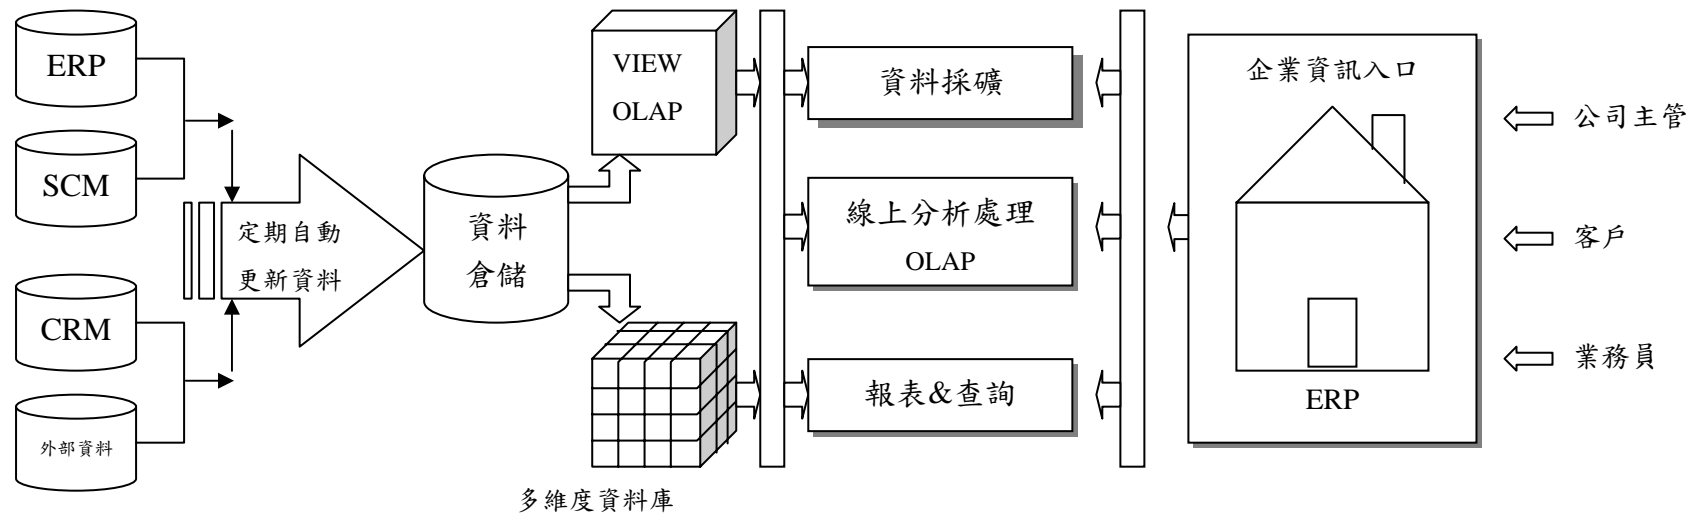 ERP
SCM
CRM
外部資料
定期自動
更新資料
資料
倉儲
VIEW
OLAP
多維度資料庫
資料採礦
線上分析處理
OLAP
報表&查詢
企業資訊入口
ERP
公司主管
客戶
業務員